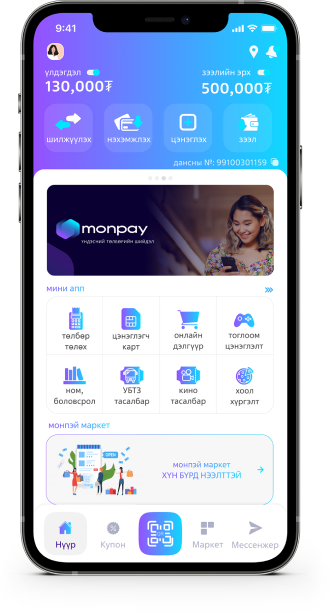 9:41
үлдэгдэл
зээлийн эрх
130,000₮
500,000₮
шилжүүлэх
нэхэмжлэх
цэнэглэх
зээл
дансны №: 99100301159
monpay
ҮНДЭСНИЙ ТӨЛБӨРИЙН ШИЙДЭЛ
мини апп
төлбөр
төлөх
цэнэглэгч
карт
онлайн
дэлгүүр
тоглоом
цэнэглэлт
ном,
боловсрол
УБТЗ
тасалбар
кино
тасалбар
хоол
хүргэлт
монпэй маркет
OPEN
монпэй маркет
ХҮН БҮРД НЭЭЛТТЭЙ
Нүүр
Купон
Маркет
Мессенжер